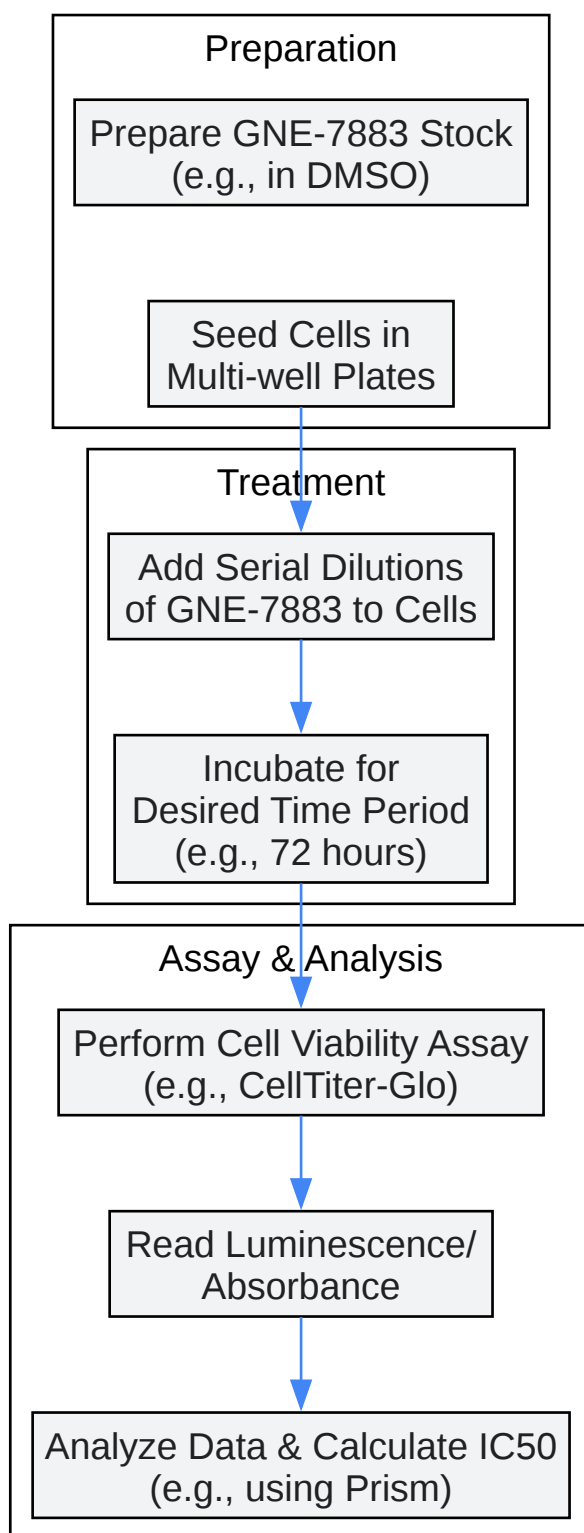 Preparation
Prepare GNE-7883 Stock
(e.g., in DMSO)
Seed Cells in
Multi-well Plates
Treatment
Add Serial Dilutions
of GNE-7883 to Cells
Incubate for
Desired Time Period
(e.g., 72 hours)
Assay & Analysis
Perform Cell Viability Assay
(e.g., CellTiter-Glo)
Read Luminescence/
Absorbance
Analyze Data & Calculate IC50
(e.g., using Prism)